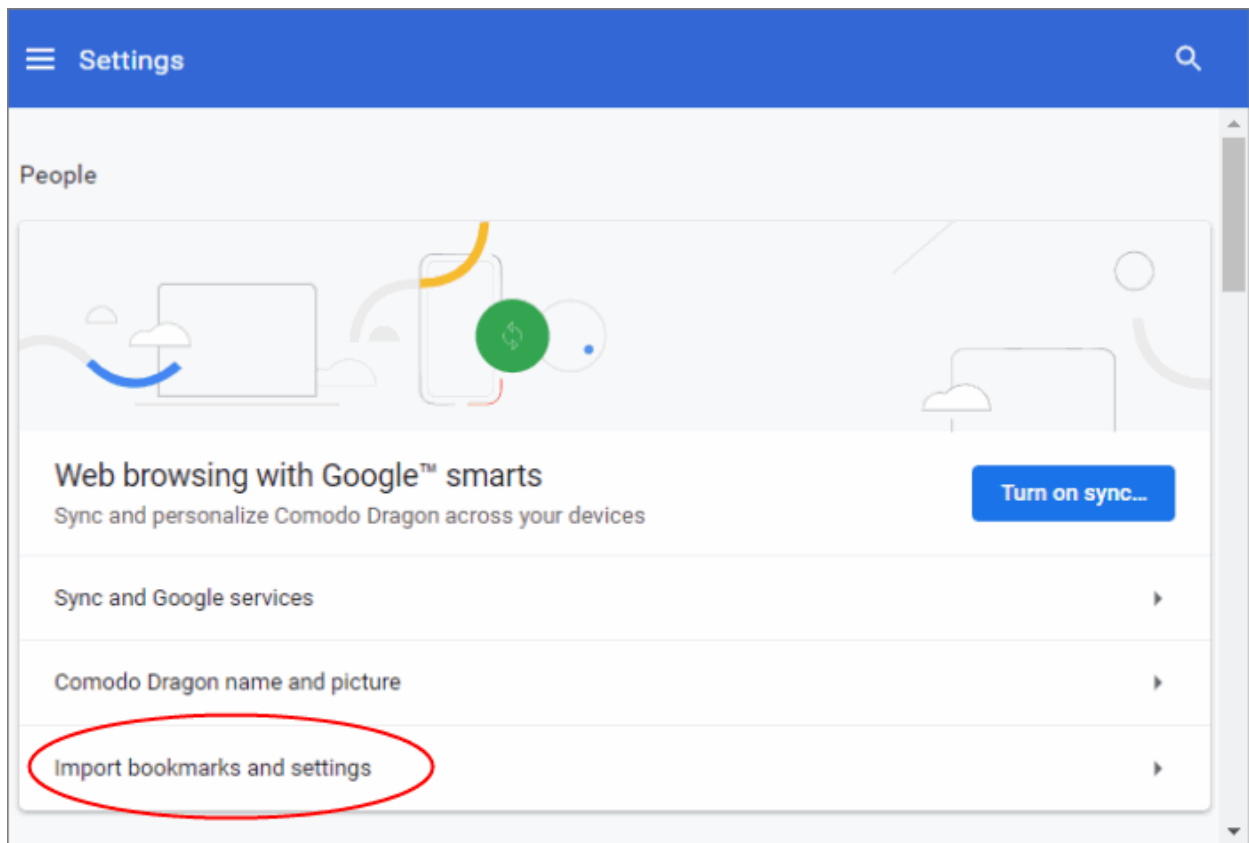 Settings
People
Web browsing with Google™ smarts
Sync and personalize Comodo Dragon across your devices
Turn on sync...
Sync and Google services
Comodo Dragon name and picture
Import bookmarks and settings